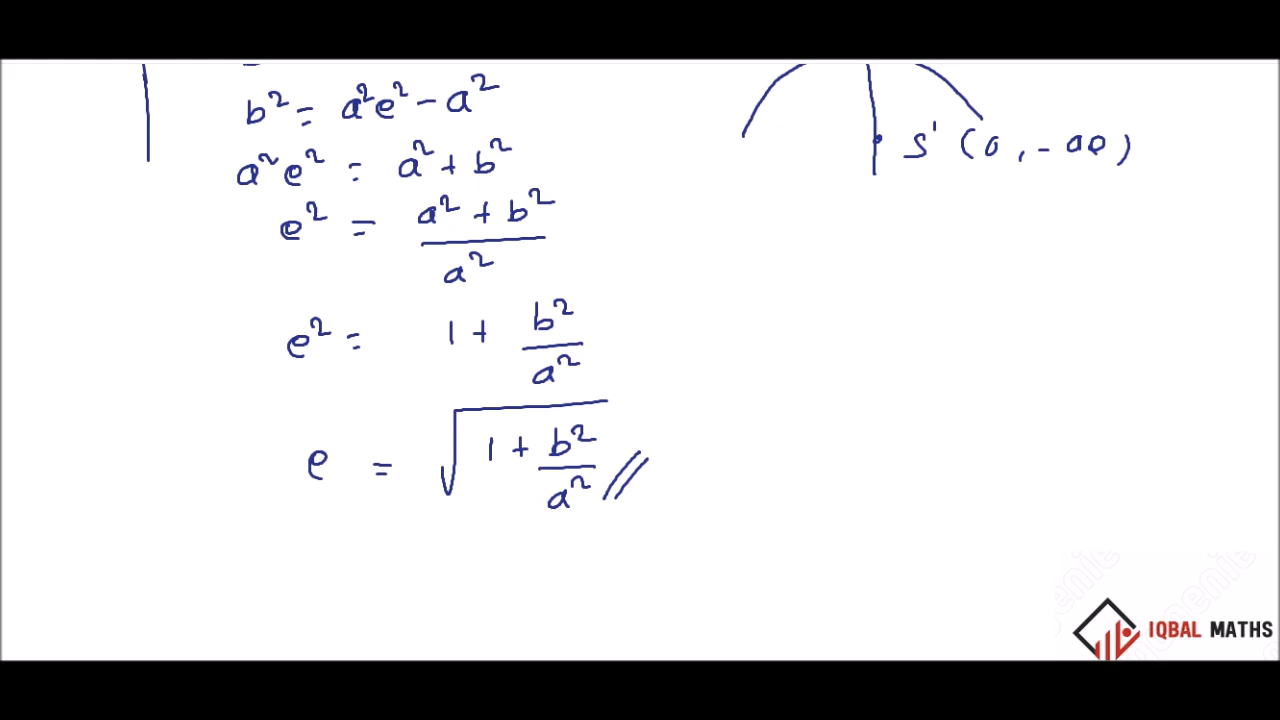 b² = a²e² - a²
a²e² = a² + b²
e² = (a² + b²) / a²
e² = 1 + b² / a²
e = √(1 + b² / a²) //
S' (0, -ae)
IQBAL MATHS